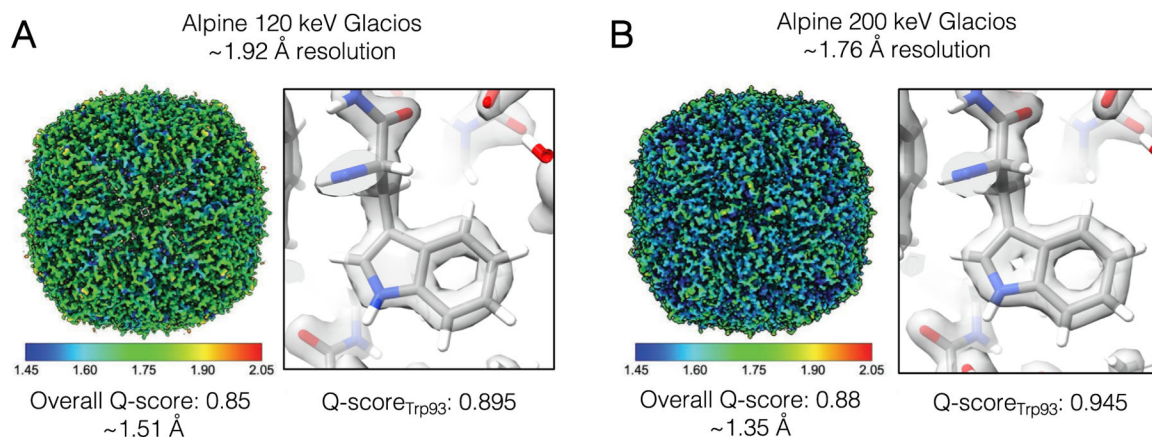 A
Alpine 120 keV Glacios
~1.92 Å resolution
1.45 1.60 1.75 1.90 2.05
Overall Q-score: 0.85
~1.51 Å
Q-scoreTrp93: 0.895
B
Alpine 200 keV Glacios
~1.76 Å resolution
1.45 1.60 1.75 1.90 2.05
Overall Q-score: 0.88
~1.35 Å
Q-scoreTrp93: 0.945